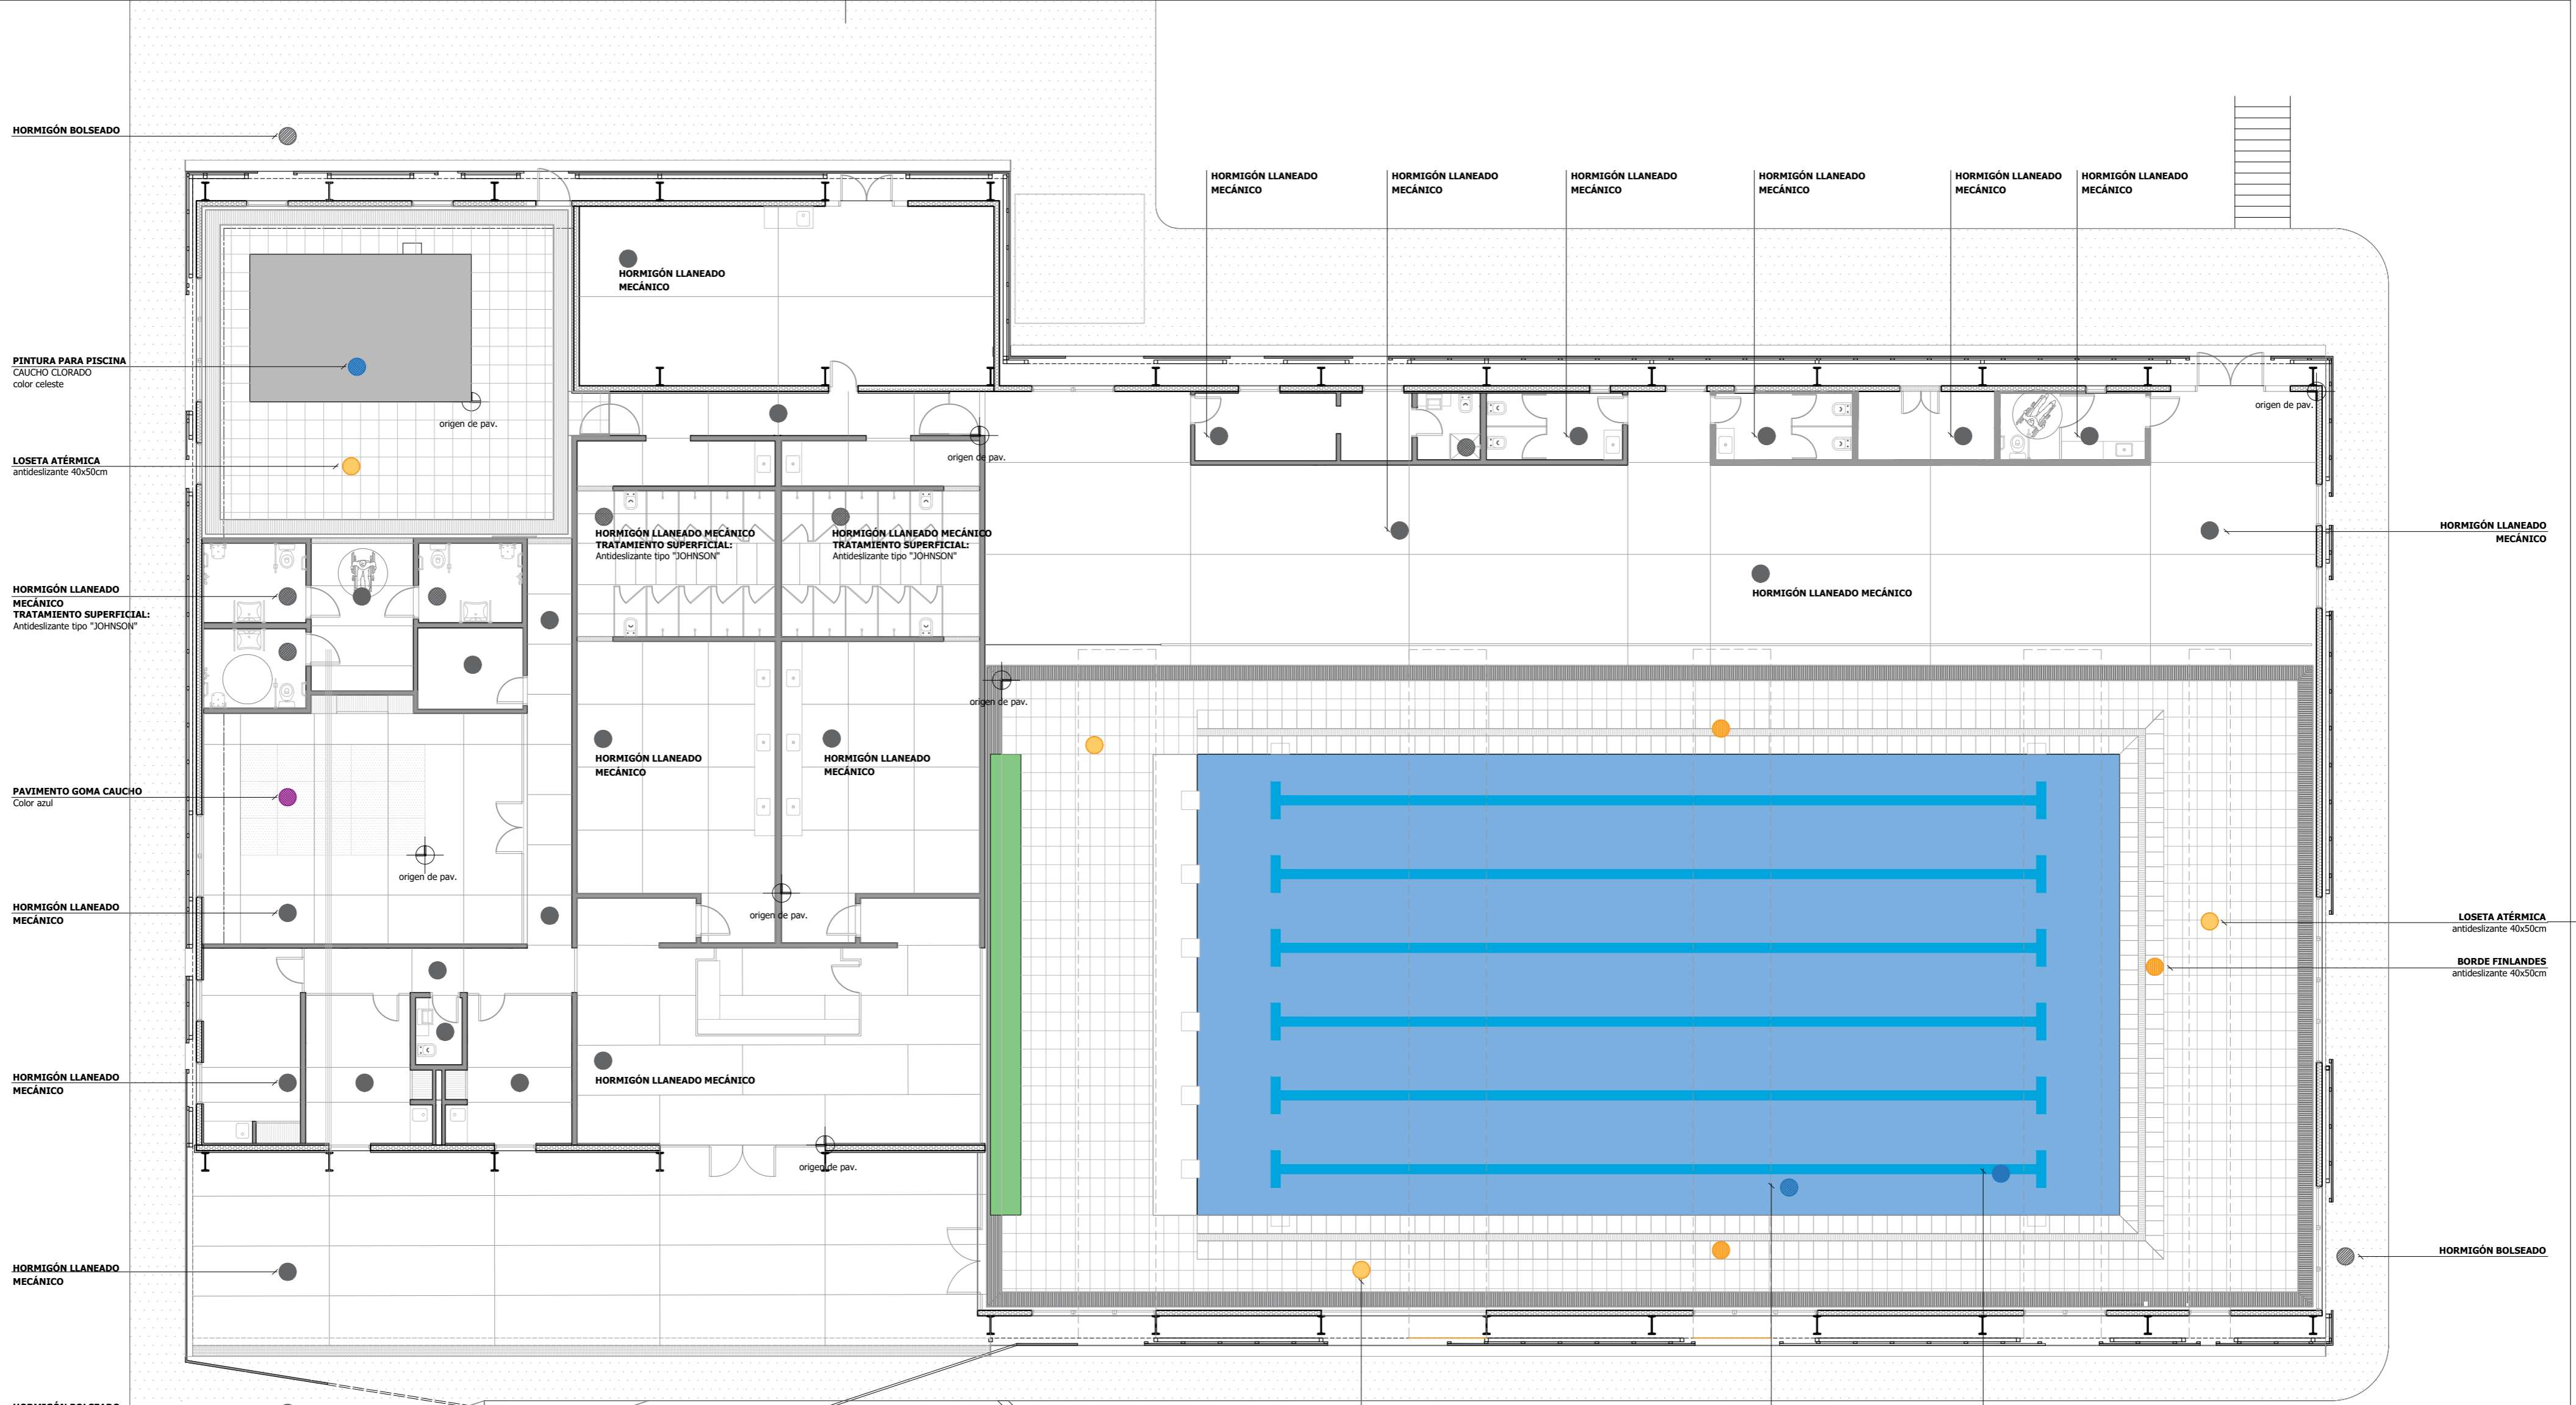 HORMIGÓN BOLSEADO
HORMIGÓN LLANEADO
MECÁNICO
HORMIGÓN LLANEADO
MECÁNICO
HORMIGÓN LLANEADO
MECÁNICO
HORMIGÓN LLANEADO
MECÁNICO
HORMIGÓN LLANEADO
MECÁNICO
HORMIGÓN LLANEADO
MECÁNICO
HORMIGÓN LLANEADO
MECÁNICO
PINTURA PARA PISCINA
CAUCHO CLORADO
color celeste
origen de pav.
origen de pav.
origen de pav.
LOSETA ATÉRMICA
antideslizante 40x50cm
HORMIGÓN LLANEADO MECÁNICO
TRATAMIENTO SUPERFICIAL:
Antideslizante tipo "JOHNSON"
HORMIGÓN LLANEADO MECÁNICO
TRATAMIENTO SUPERFICIAL:
Antideslizante tipo "JOHNSON"
HORMIGÓN LLANEADO
MECÁNICO
HORMIGÓN LLANEADO
MECÁNICO
TRATAMIENTO SUPERFICIAL:
Antideslizante tipo "JOHNSON"
HORMIGÓN LLANEADO MECÁNICO
origen de pav.
HORMIGÓN LLANEADO
MECÁNICO
HORMIGÓN LLANEADO
MECÁNICO
PAVIMENTO GOMA CAUCHO
Color azul
origen de pav.
HORMIGÓN LLANEADO
MECÁNICO
origen de pav.
LOSETA ATÉRMICA
antideslizante 40x50cm
BORDE FINLANDES
antideslizante 40x50cm
HORMIGÓN LLANEADO
MECÁNICO
HORMIGÓN LLANEADO MECÁNICO
origen de pav.
HORMIGÓN BOLSEADO
HORMIGÓN LLANEADO
MECÁNICO
HORMIGÓN BOLSEADO